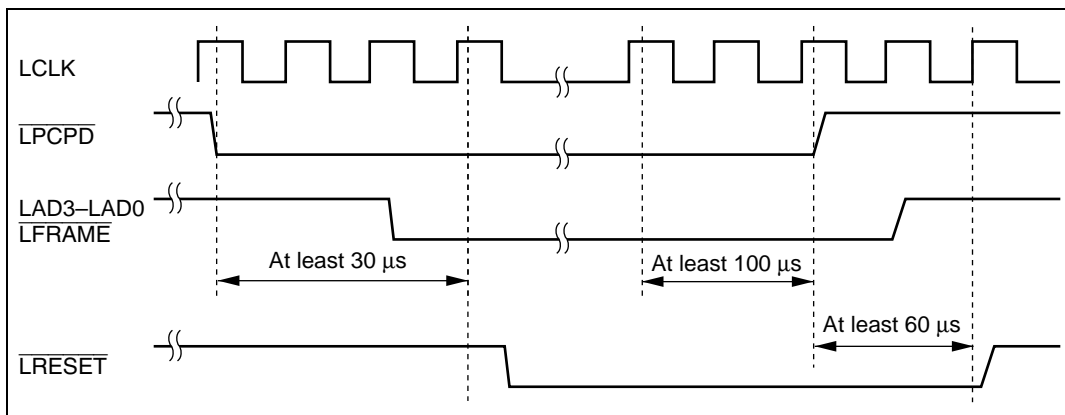 LCLK
LPCPD
LAD3–LAD0
LFRAME
At least 30 µs
At least 100 µs
At least 60 µs
LRESET